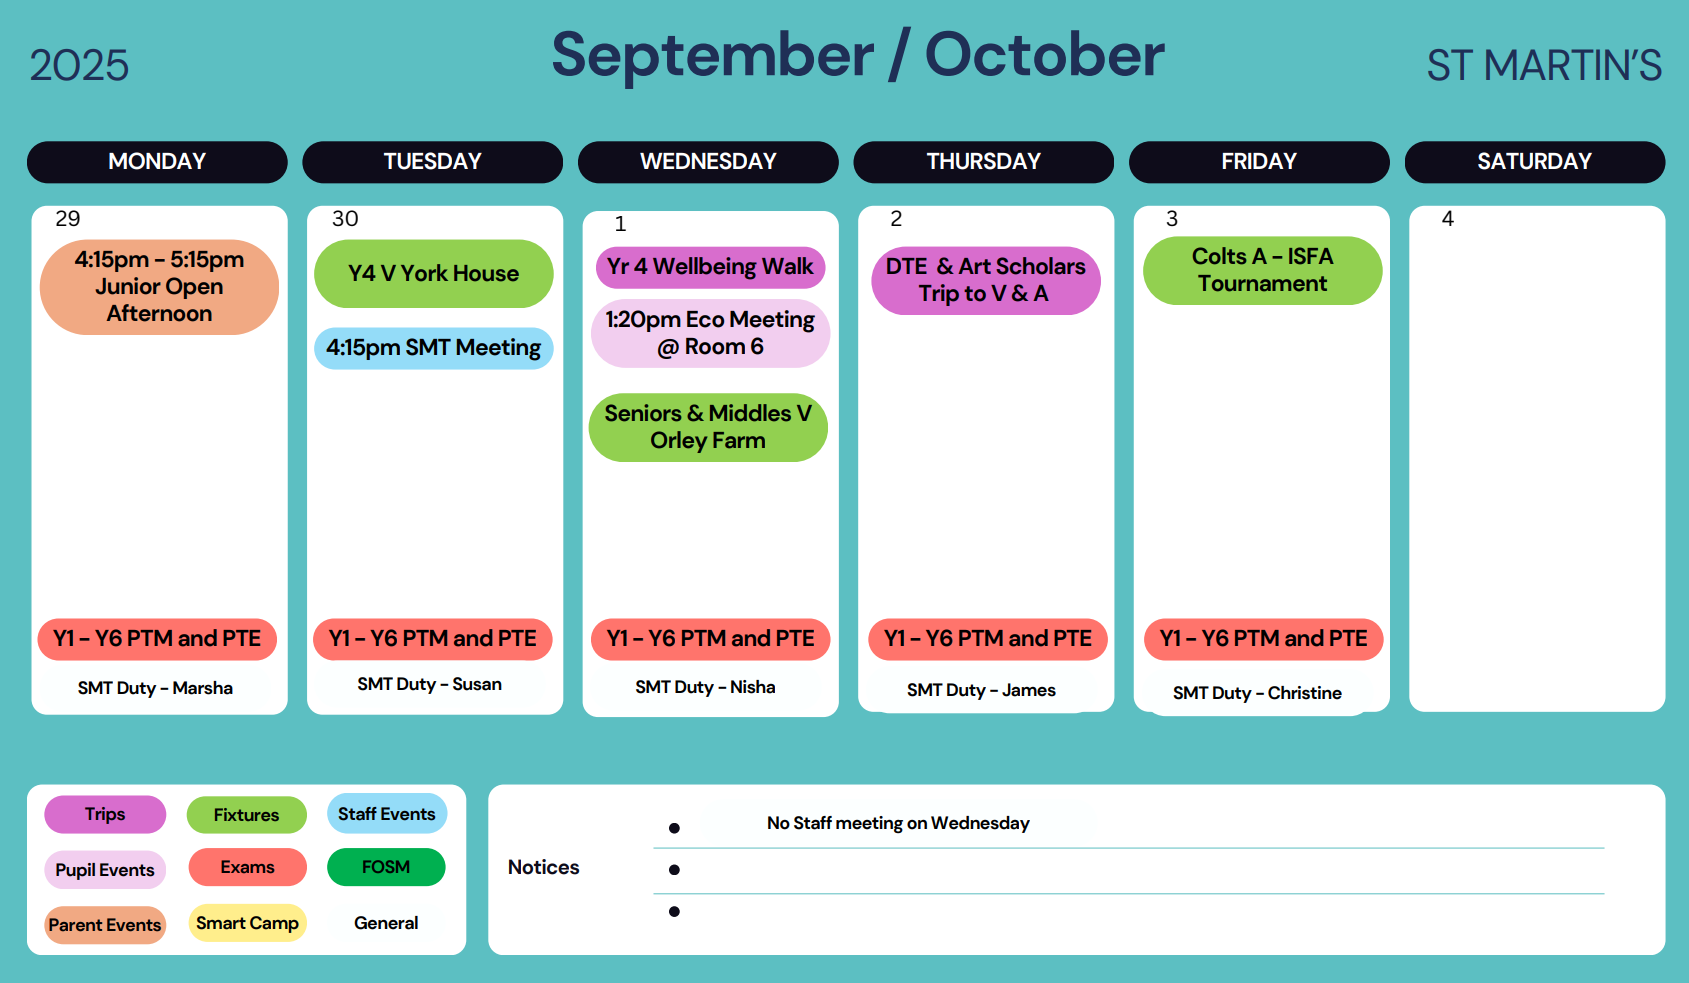 2025
September / October
ST MARTIN'S
MONDAY
TUESDAY
WEDNESDAY
THURSDAY
FRIDAY
SATURDAY
29
4:15pm - 5:15pm
Junior Open
Afternoon
Y1 - Y6 PTM and PTE
SMT Duty - Marsha
30
Y4 V York House
4:15pm SMT Meeting
Y1 - Y6 PTM and PTE
SMT Duty - Susan
1
Yr 4 Wellbeing Walk
1:20pm Eco Meeting
@ Room 6
Seniors & Middles V
Orley Farm
Y1 - Y6 PTM and PTE
SMT Duty - Nisha
2
DTE & Art Scholars
Trip to V & A
Y1 - Y6 PTM and PTE
SMT Duty - James
3
Colts A - ISFA
Tournament
Y1 - Y6 PTM and PTE
SMT Duty - Christine
4
Trips
Fixtures
Staff Events
Pupil Events
Exams
FOSM
Parent Events
Smart Camp
General
Notices
• No Staff meeting on Wednesday
•
•